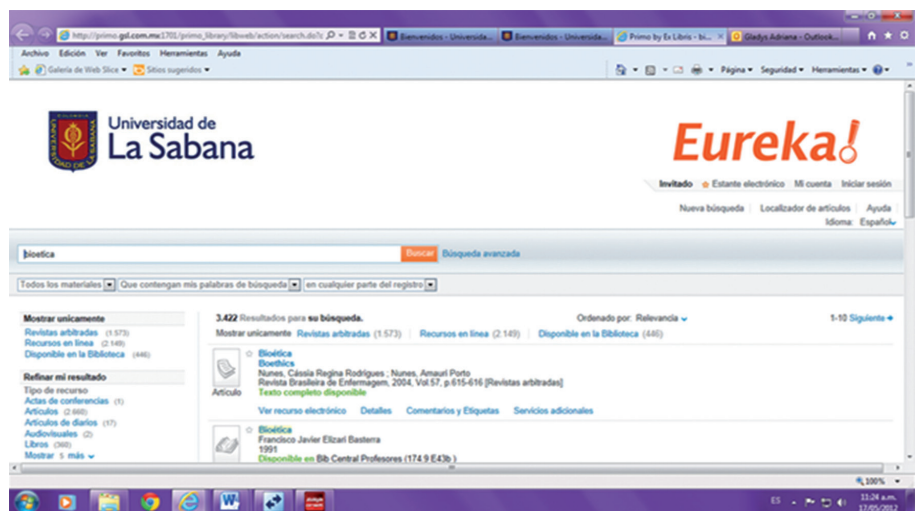 http://primo.gsl.com.mx:1701/primo_library/libweb/action/search.do?c
Bienvenidos - Universida...
Bienvenidos - Universida...
Primo by Ex Libris - bi...
Gladys Adriana - Outlook...
Archivo Edición Ver Favoritos Herramientas Ayuda
Galería de Web Slice Sitios sugeridos
Página Seguridad Herramientas
COLOMBIA
UNIVERSIDAD DE LA
Universidad de
La Sabana
Eureka!
Invitado Estante electrónico Mi cuenta Iniciar sesión
Nueva búsqueda Localizador de artículos Ayuda
Idioma: Español
bioetica Buscar Búsqueda avanzada
Todos los materiales Que contengan mis palabras de búsqueda en cualquier parte del registro
Mostrar unicamente
Revistas arbitradas (1.573)
Recursos en línea (2.149)
Disponible en la Biblioteca (446)
Refinar mi resultado
Tipo de recurso
Actas de conferencias (1)
Artículos (2.660)
Artículos de diarios (17)
Audiovisuales (2)
Libros (360)
Mostrar 5 más
3.422 Resultados para su búsqueda. Ordenado por: Relevancia 1-10 Siguiente
Mostrar unicamente Revistas arbitradas (1.573) Recursos en línea (2.149) Disponible en la Biblioteca (446)
Artículo
Bioética
Boethics
Nunes, Cássia Regina Rodrigues ; Nunes, Amauri Porto
Revista Brasileira de Enfermagem, 2004, Vol.57, p.615-616 [Revistas arbitradas]
Texto completo disponible
Ver recurso electrónico Detalles Comentarios y Etiquetas Servicios adicionales
Bioética
Francisco Javier Elizari Basterra
1991
Disponible en Bib Central Profesores (174.9 E43b )
100%
ES
11:24 a.m.
17/05/2012